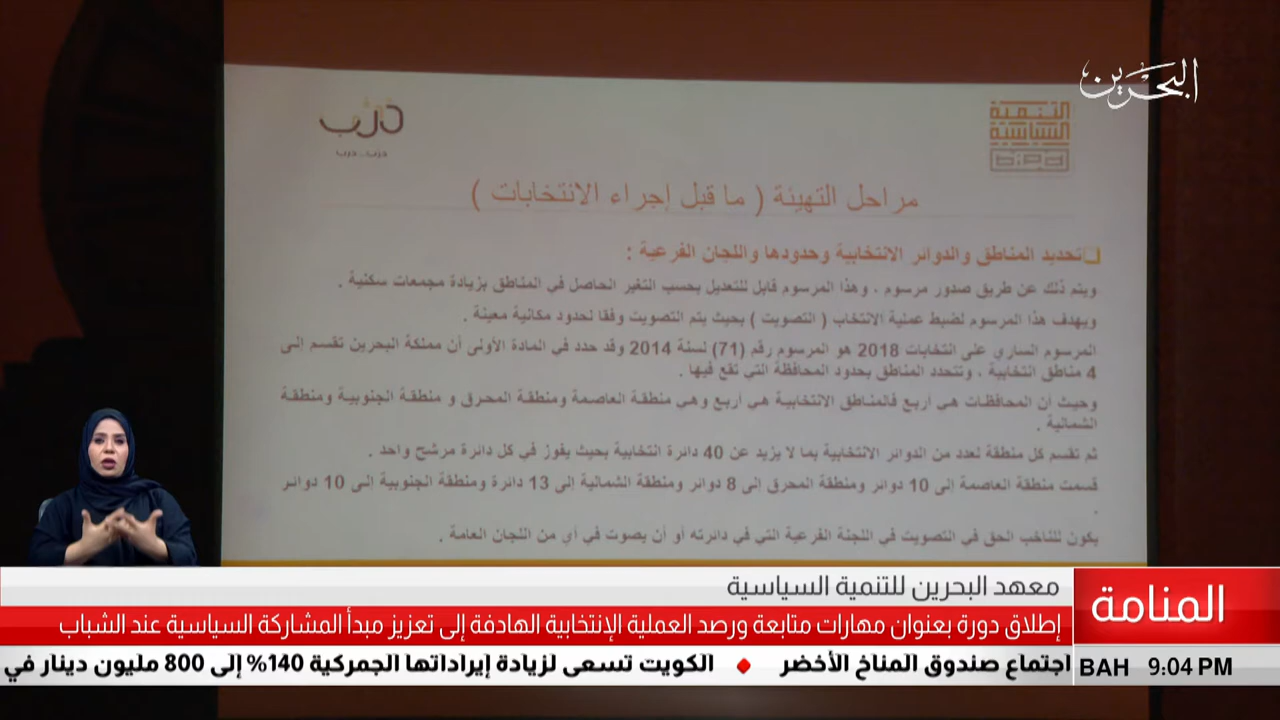 البحرين
درب
درب .. درب
التنمية
السياسية
bipd
مراحل التهيئة ( ما قبل إجراء الانتخابات )
تحديد المناطق والدوائر الانتخابية وحدودها واللجان الفرعية :
ويتم ذلك عن طريق صدور مرسوم ، وهذا المرسوم قابل للتعديل بحسب التغير الحاصل في المناطق بزيادة مجمعات سكنية .
ويهدف هذا المرسوم لضبط عملية الانتخاب ( التصويت ) بحيث يتم التصويت وفقا لحدود مكانية معينة .
المرسوم الساري على انتخابات 2018 هو المرسوم رقم (71) لسنة 2014 وقد حدد في المادة الأولى أن مملكة البحرين تقسم إلى
4 مناطق انتخابية ، وتتحدد المناطق بحدود المحافظة التي تقع فيها .
وحيث أن المحافظات هي أربع فالمناطق الانتخابية هي أربع وهي منطقة العاصمة ومنطقة المحرق و منطقة الجنوبية ومنطقة
الشمالية .
ثم تقسم كل منطقة لعدد من الدوائر الانتخابية بما لا يزيد عن 40 دائرة انتخابية بحيث يفوز في كل دائرة مرشح واحد .
قسمت منطقة العاصمة إلى 10 دوائر ومنطقة المحرق الى 8 دوائر ومنطقة الشمالية الى 13 دائرة ومنطقة الجنوبية إلى 10 دوائر
.
يكون للناخب الحق في التصويت في اللجنة الفرعية التي في دائرته أو أن يصوت في أي من اللجان العامة .
معهد البحرين للتنمية السياسية
المنامة
إطلاق دورة بعنوان مهارات متابعة ورصد العملية الإنتخابية الهادفة إلى تعزيز مبدأ المشاركة السياسية عند الشباب
اجتماع صندوق المناخ الأخضر ♦ الكويت تسعى لزيادة إيراداتها الجمركية 140% إلى 800 مليون دينار في
BAH 9:04 PM